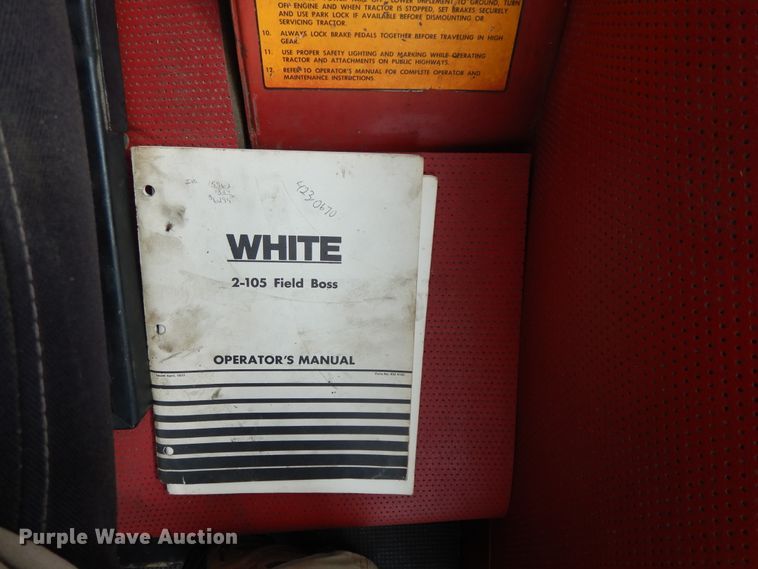 OFF ENGINE AND WHEN TRACTOR IS STOPPED, SET BRAKES SECURELY
AND USE PARK LOCK IF AVAILABLE BEFORE DISMOUNTING OR
SERVICING TRACTOR.
10. ALWAYS LOCK BRAKE PEDALS TOGETHER BEFORE TRAVELING IN HIGH
GEAR.
11. USE PROPER SAFETY LIGHTING AND MARKING WHILE OPERATING
TRACTOR AND ATTACHMENTS ON PUBLIC HIGHWAYS.
12. REFER TO OPERATOR'S MANUAL FOR COMPLETE OPERATOR AND
MAINTENANCE INSTRUCTIONS.
423-0670
WHITE
2-105 Field Boss
OPERATOR'S MANUAL
Purple Wave Auction